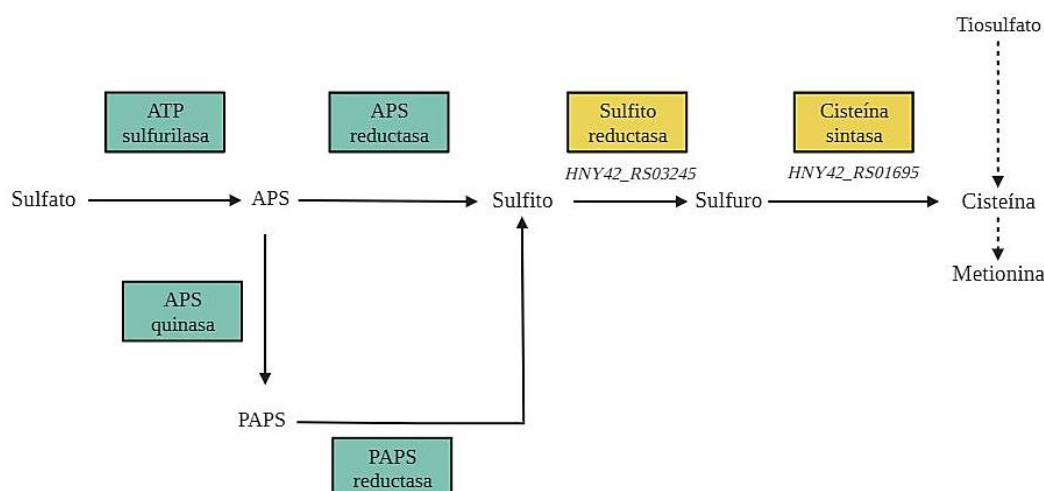 Tiosulfato
ATP
sulfurilasa
APS
reductasa
Sulfito
reductasa
Cisteína
sintasa
HNY42_RS03245
HNY42_RS01695
Sulfato
APS
Sulfito
Sulfuro
Cisteína
Metionina
APS
quinasa
PAPS
PAPS
reductasa